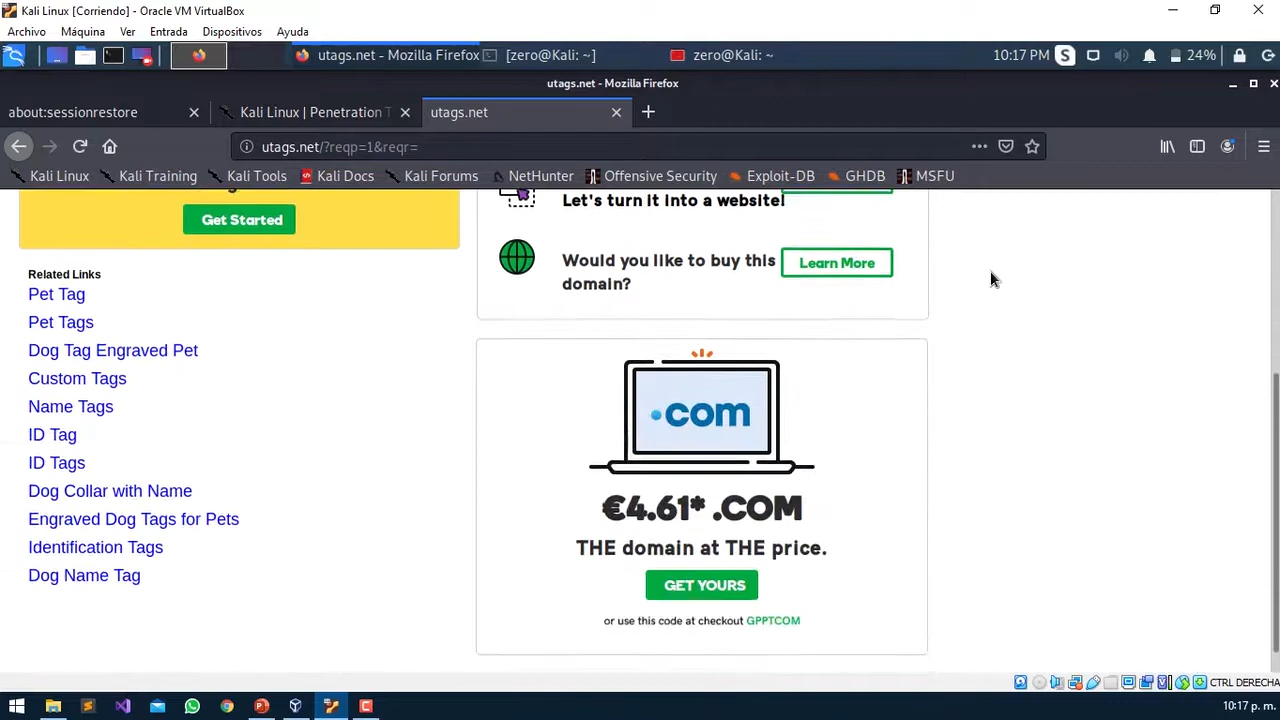 Kali Linux [Corriendo] - Oracle VM VirtualBox
Archivo Máquina Ver Entrada Dispositivos Ayuda
utags.net - Mozilla Firefox [zero@Kali: ~] zero@Kali: ~ 10:17 PM S 24%
utags.net - Mozilla Firefox
about:sessionrestore Kali Linux | Penetration T utags.net
utags.net/?reqp=1&reqr=
Kali Linux Kali Training Kali Tools Kali Docs Kali Forums NetHunter Offensive Security Exploit-DB GHDB MSFU
Get Started
Let's turn it into a website!
Would you like to buy this
domain?
Learn More
Related Links
Pet Tag
Pet Tags
Dog Tag Engraved Pet
Custom Tags
Name Tags
ID Tag
ID Tags
Dog Collar with Name
Engraved Dog Tags for Pets
Identification Tags
Dog Name Tag
.com
€4.61* .COM
THE domain at THE price.
GET YOURS
or use this code at checkout GPPTCOM
CTRL DERECHA
10:17 p. m.